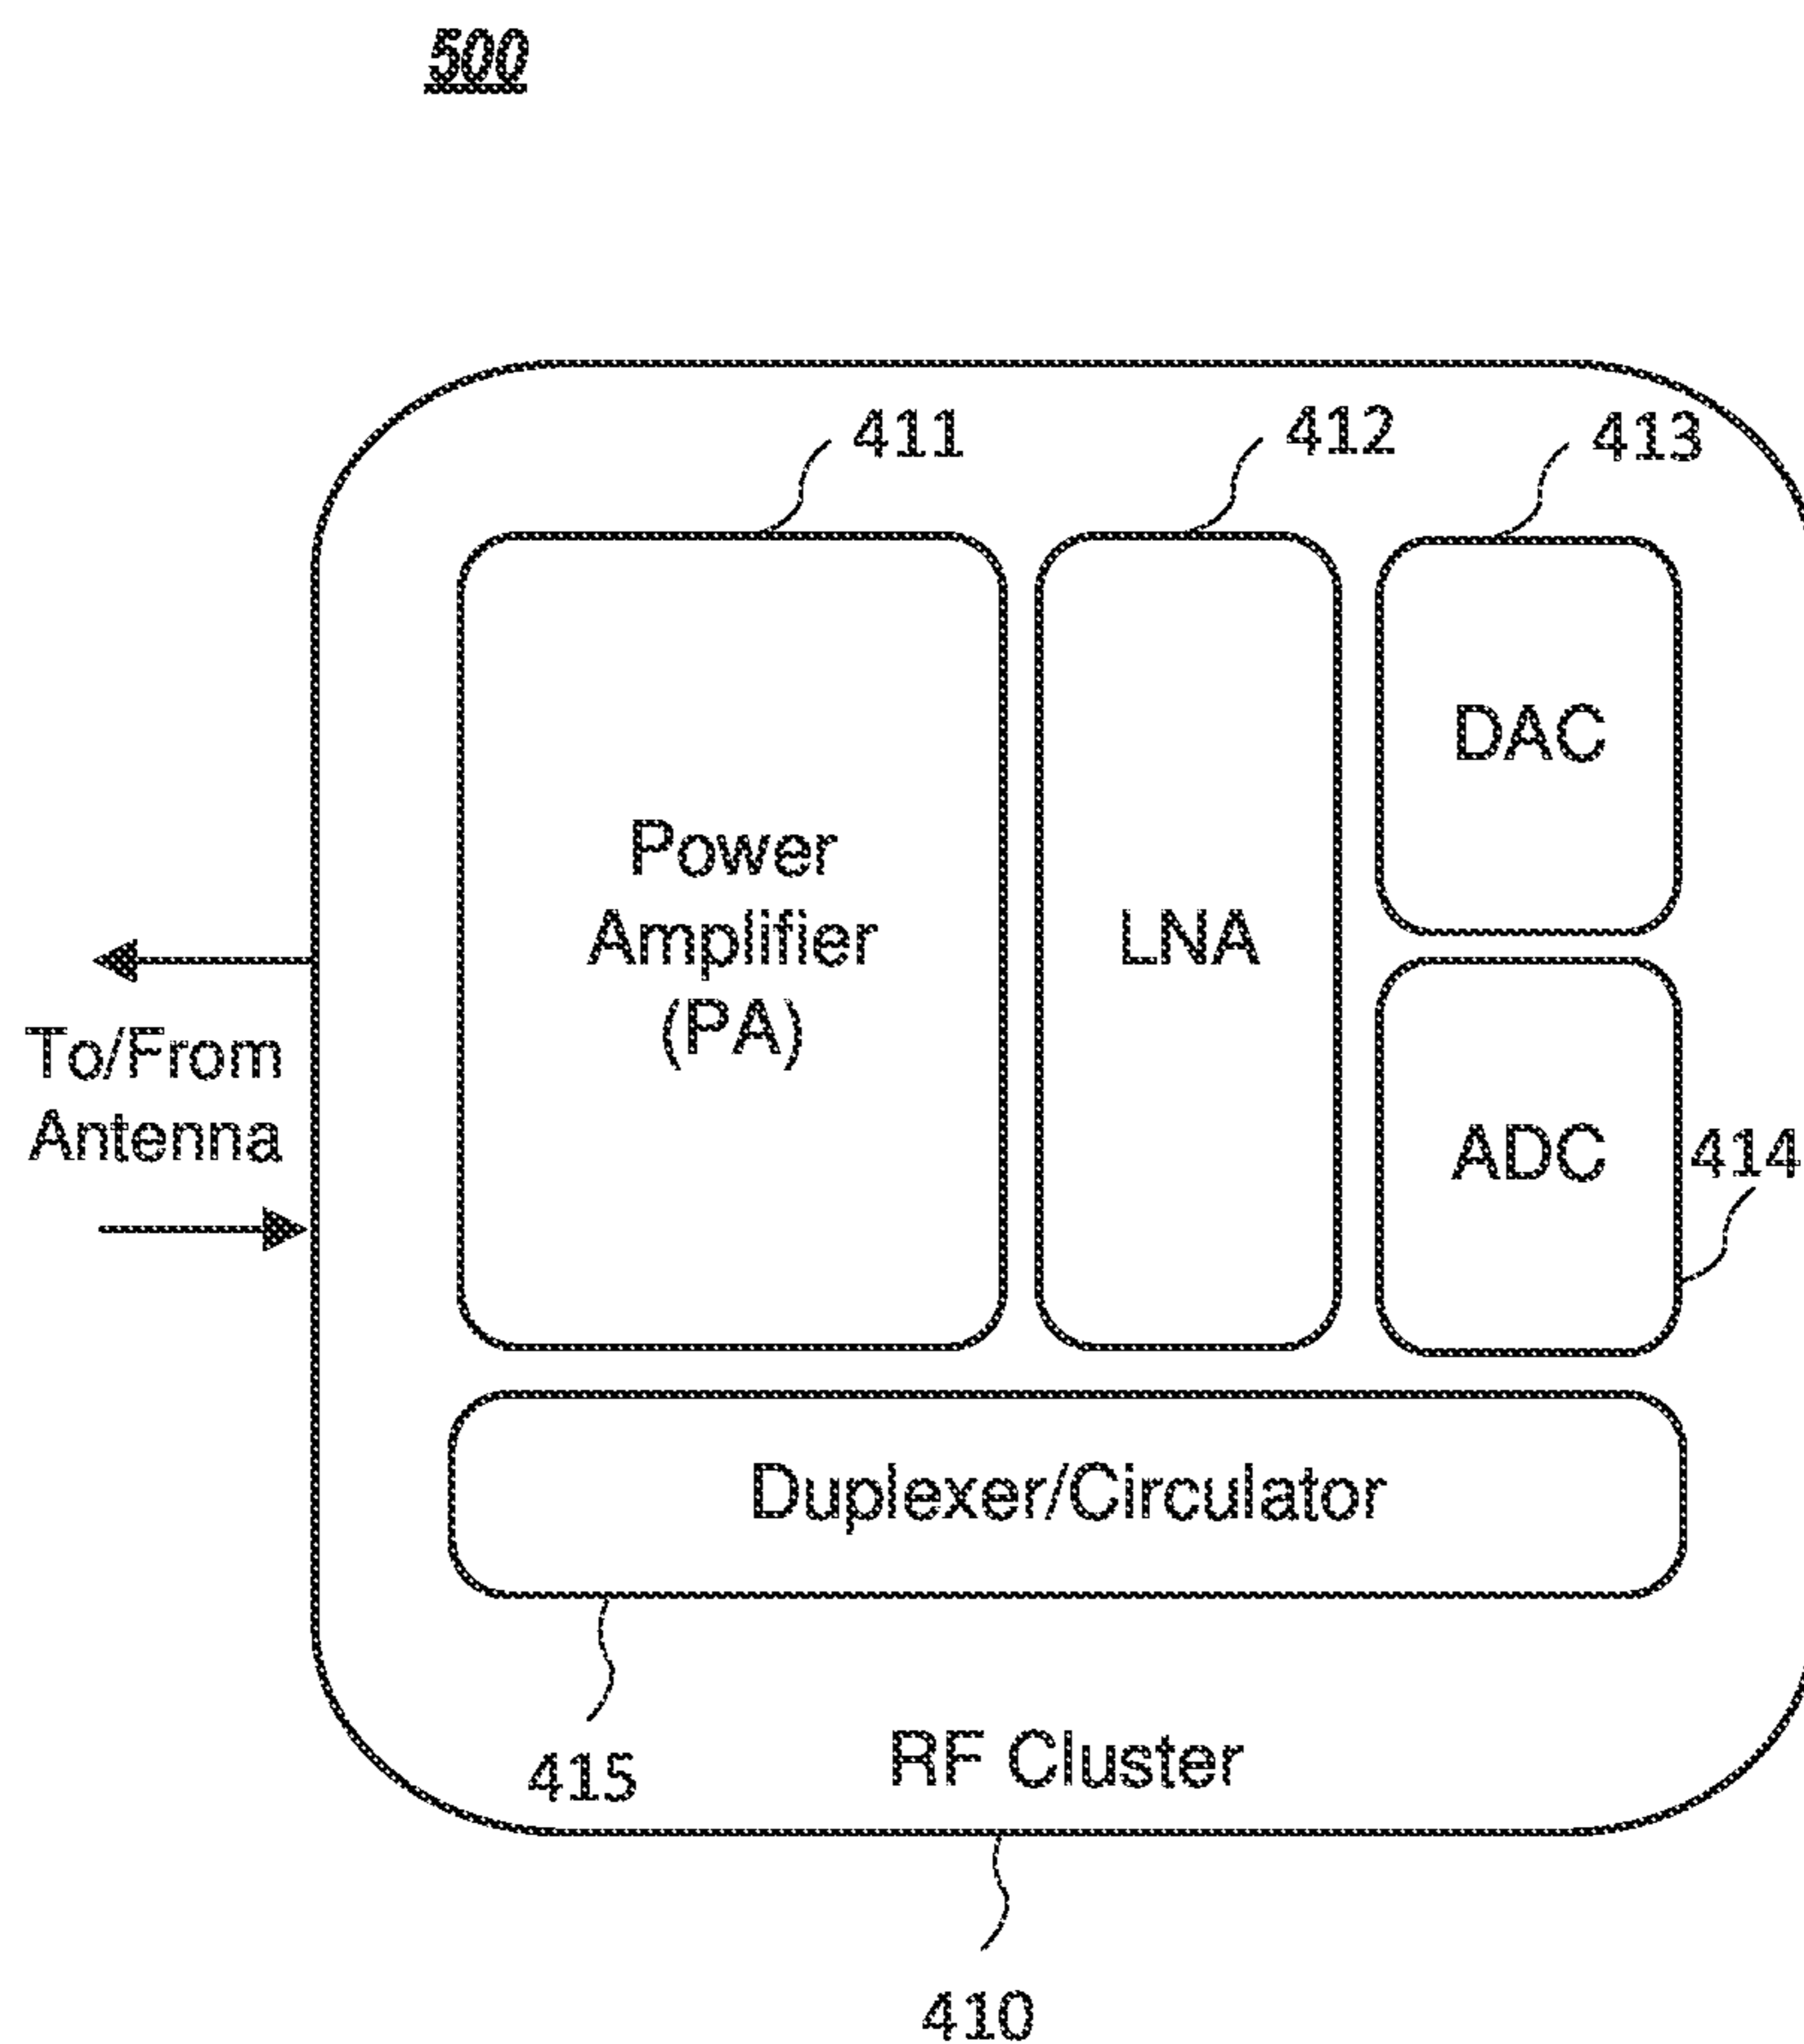 500
411
412
413
Power
Amplifier
(PA)
LNA
DAC
ADC
414
To/From
Antenna
Duplexer/Circulator
415
RF Cluster
410